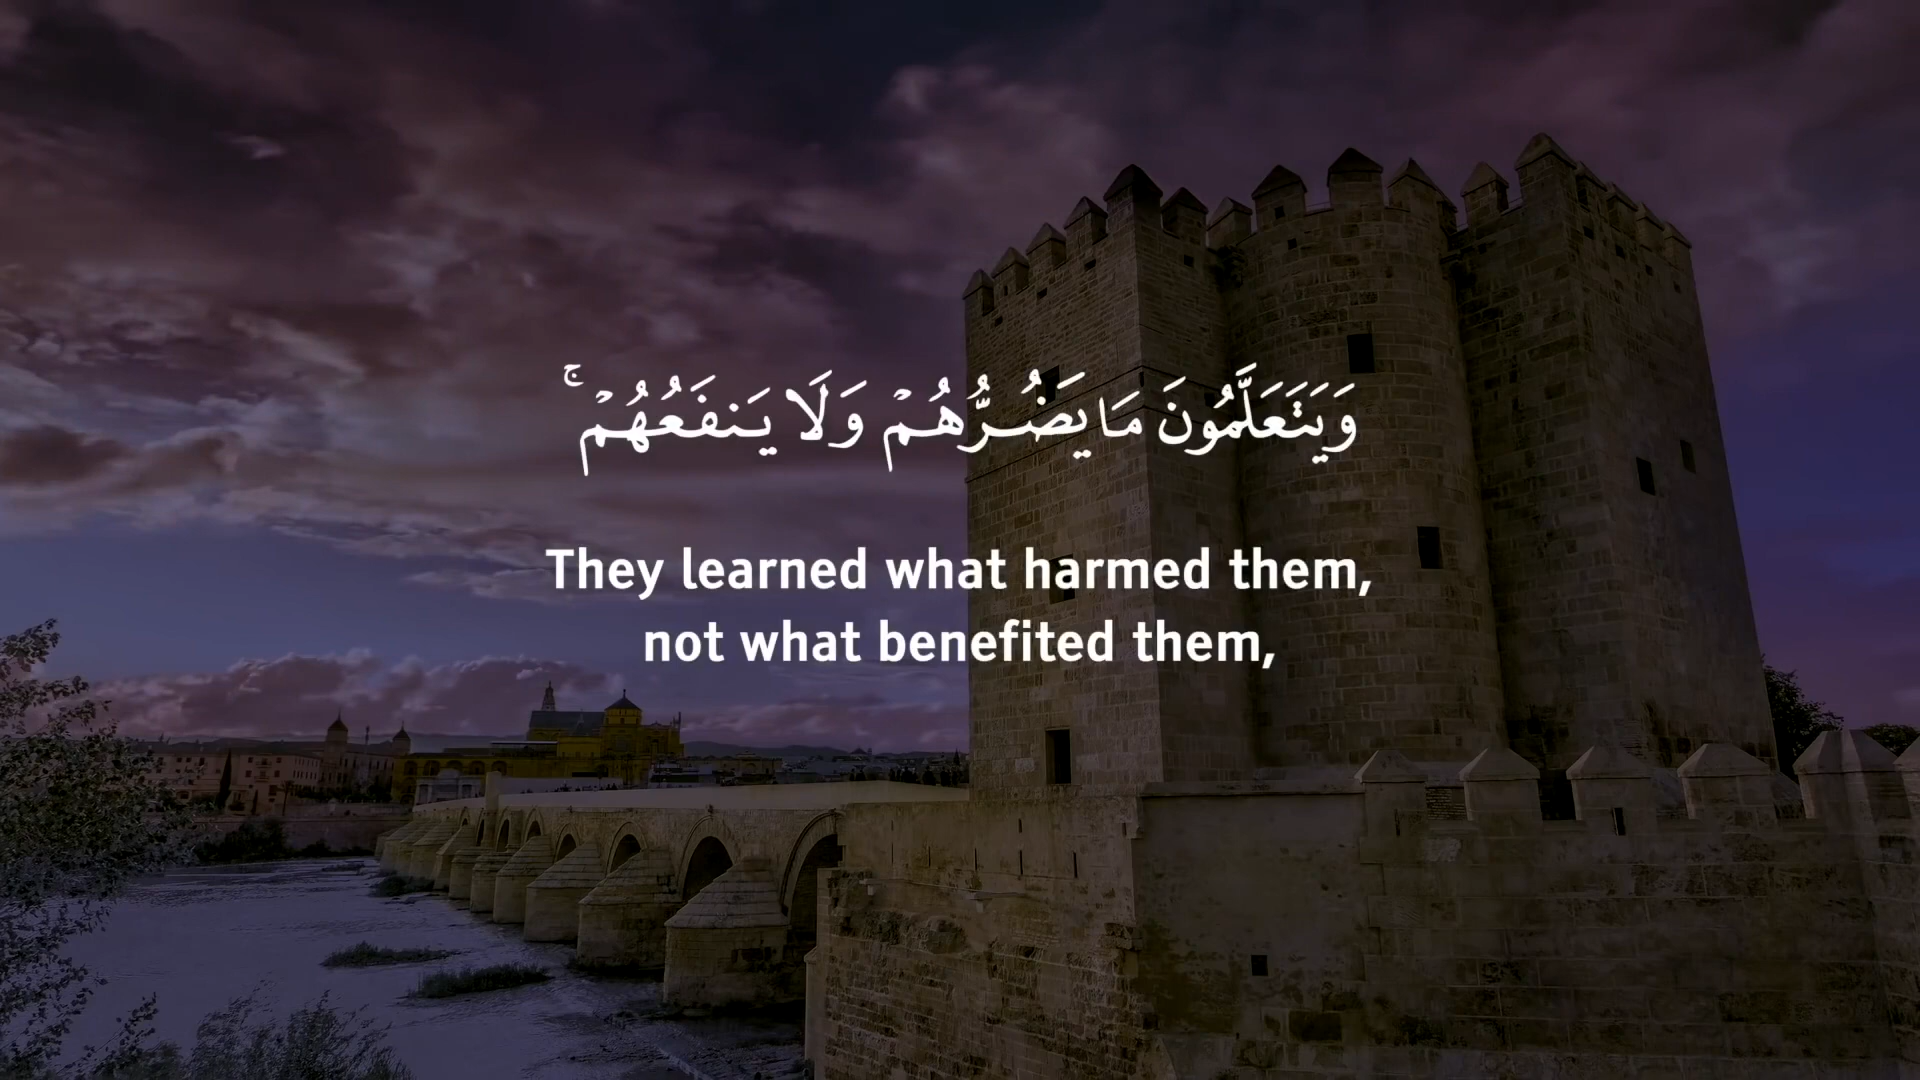 وَيَتَعَلَّمُونَ مَا يَضُرُّهُمۡ وَلَا يَنفَعُهُمۡۚ
They learned what harmed them,
not what benefited them,